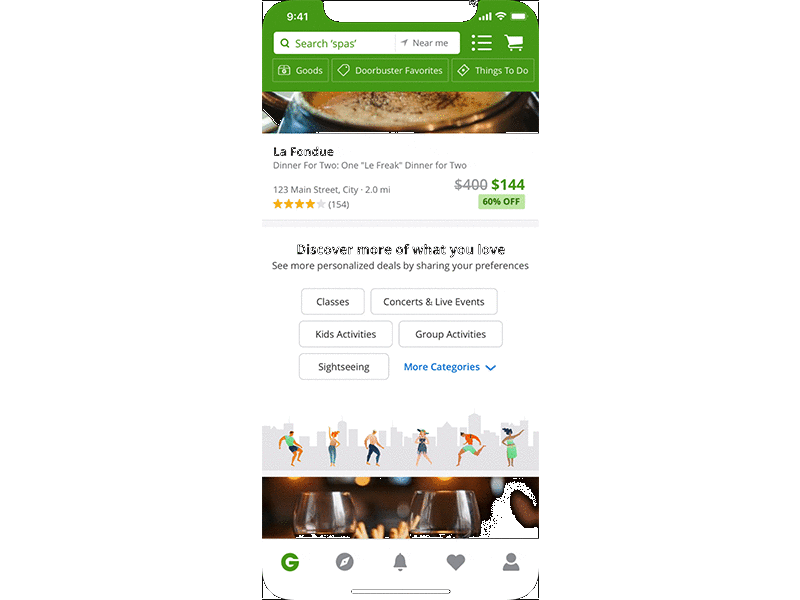 9:41
Search ‘spas’ Near me
Goods Doorbuster Favorites Things To Do
La Fondue
Dinner For Two: One "Le Freak" Dinner for Two
$400 $144
123 Main Street, City · 2.0 mi
60% OFF
(154)
Discover more of what you love
See more personalized deals by sharing your preferences
Classes Concerts & Live Events
Kids Activities Group Activities
Sightseeing More Categories
G